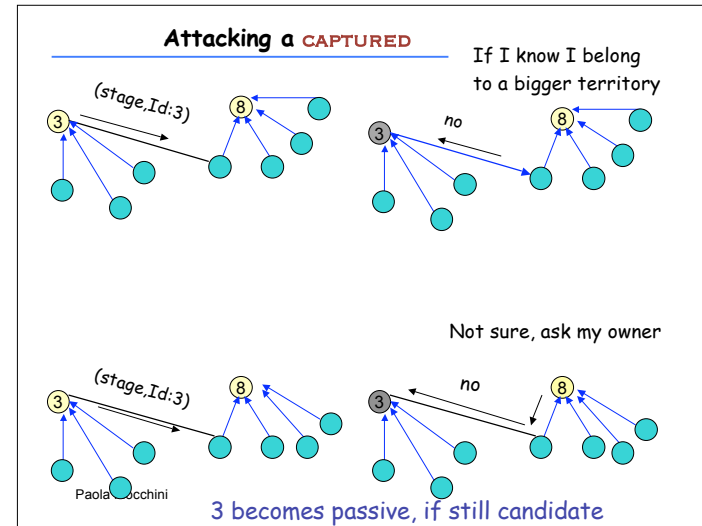 Attacking a CAPTURED
If I know I belong
to a bigger territory
(stage,Id:3)
3
8
no
3
8
Not sure, ask my owner
(stage,Id:3)
3
8
no
3
8
Paola
3 becomes passive, if still candidate